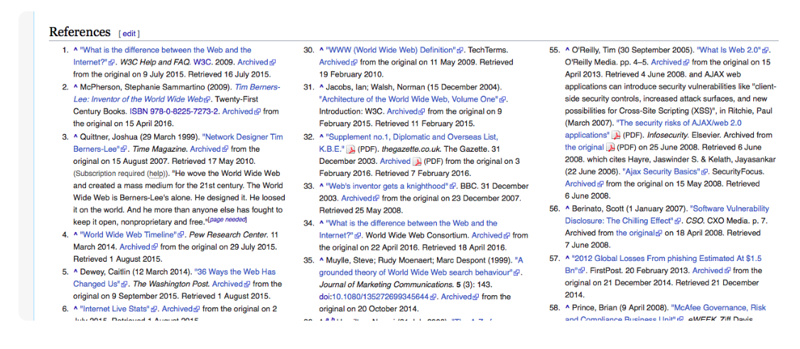 References [ edit ]
1. ^ "What is the difference between the Web and the
Internet?". W3C Help and FAQ. W3C. 2009. Archived
from the original on 9 July 2015. Retrieved 16 July 2015.
2. ^ McPherson, Stephanie Sammartino (2009). Tim Berners-
Lee: Inventor of the World Wide Web. Twenty-First
Century Books. ISBN 978-0-8225-7273-2. Archived from
the original on 15 April 2016.
3. ^ Quittner, Joshua (29 March 1999). "Network Designer Tim
Berners-Lee". Time Magazine. Archived from the
original on 15 August 2007. Retrieved 17 May 2010.
(Subscription required (help)). "He wove the World Wide Web
and created a mass medium for the 21st century. The World
Wide Web is Berners-Lee's alone. He designed it. He loosed
it on the world. And he more than anyone else has fought to
keep it open, nonproprietary and free."[page needed]
4. ^ "World Wide Web Timeline". Pew Research Center. 11
March 2014. Archived from the original on 29 July 2015.
Retrieved 1 August 2015.
5. ^ Dewey, Caitlin (12 March 2014). "36 Ways the Web Has
Changed Us". The Washington Post. Archived from the
original on 9 September 2015. Retrieved 1 August 2015.
6. ^ "Internet Live Stats". Archived from the original on 2
July 2015. Retrieved 1 August 2015.
30. ^ "WWW (World Wide Web) Definition". TechTerms.
Archived from the original on 11 May 2009. Retrieved
19 February 2010.
31. ^ Jacobs, Ian; Walsh, Norman (15 December 2004).
"Architecture of the World Wide Web, Volume One".
Introduction: W3C. Archived from the original on 9
February 2015. Retrieved 11 February 2015.
32. ^ "Supplement no.1, Diplomatic and Overseas List,
K.B.E." (PDF). thegazette.co.uk. The Gazette. 31
December 2003. Archived (PDF) from the original on 3
February 2016. Retrieved 7 February 2016.
33. ^ "Web's inventor gets a knighthood". BBC. 31 December
2003. Archived from the original on 23 December 2007.
Retrieved 25 May 2008.
34. ^ "What is the difference between the Web and the
Internet?". World Wide Web Consortium. Archived from
the original on 22 April 2016. Retrieved 18 April 2016.
35. ^ Muylle, Steve; Rudy Moenaert; Marc Despont (1999). "A
grounded theory of World Wide Web search behaviour".
Journal of Marketing Communications. 5 (3): 143.
doi:10.1080/135272699345644. Archived from the
original on 20 October 2014.
55. ^ O'Reilly, Tim (30 September 2005). "What Is Web 2.0".
O'Reilly Media. pp. 4–5. Archived from the original on 15
April 2013. Retrieved 4 June 2008. and AJAX web
applications can introduce security vulnerabilities like "client-
side security controls, increased attack surfaces, and new
possibilities for Cross-Site Scripting (XSS)", in Ritchie, Paul
(March 2007). "The security risks of AJAX/web 2.0
applications" (PDF). Infosecurity. Elsevier. Archived from
the original (PDF) on 25 June 2008. Retrieved 6 June
2008. which cites Hayre, Jaswinder S. & Kelath, Jayasankar
(22 June 2006). "Ajax Security Basics". SecurityFocus.
Archived from the original on 15 May 2008. Retrieved
6 June 2008.
56. ^ Berinato, Scott (1 January 2007). "Software Vulnerability
Disclosure: The Chilling Effect". CSO. CXO Media. p. 7.
Archived from the original on 18 April 2008. Retrieved
7 June 2008.
57. ^ "2012 Global Losses From phishing Estimated At $1.5
Bn". FirstPost. 20 February 2013. Archived from the
original on 21 December 2014. Retrieved 21 December
2014.
58. ^ Prince, Brian (9 April 2008). "McAfee Governance, Risk
and Compliance Business Unit". eWEEK. Ziff Davis